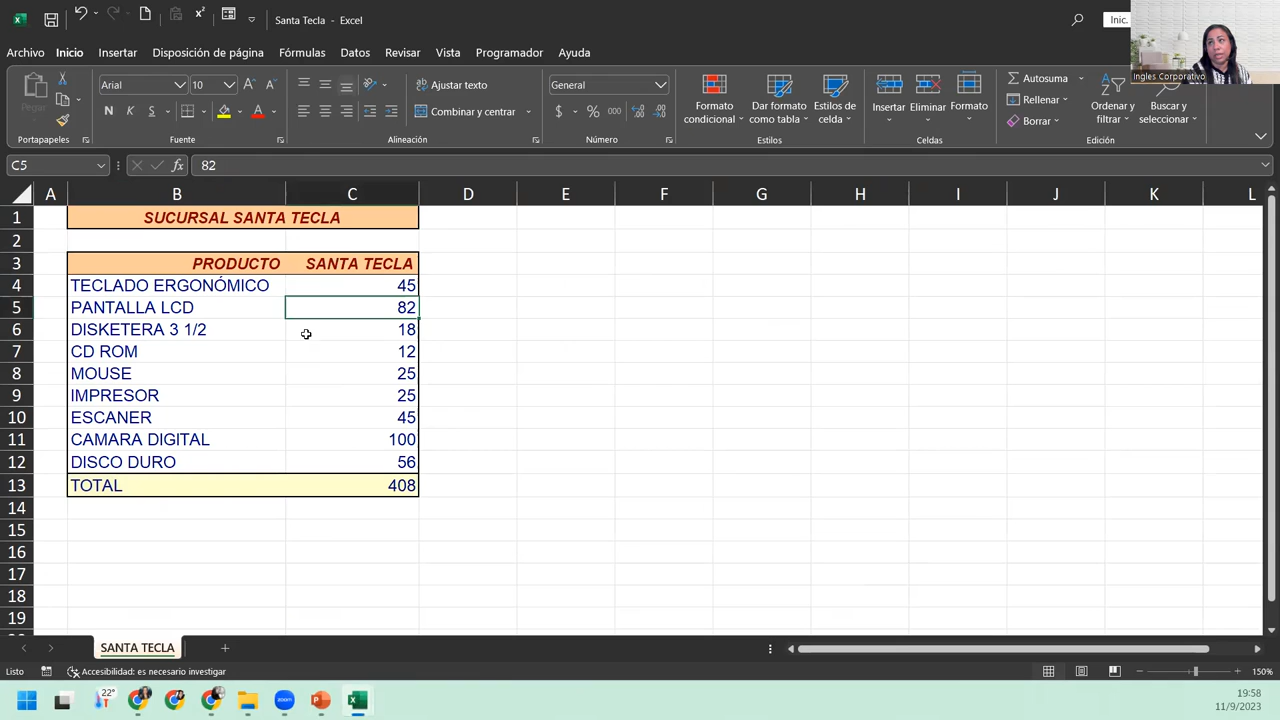 Santa Tecla - Excel
Inic.
Archivo Inicio Insertar Disposición de página Fórmulas Datos Revisar Vista Programador Ayuda
Ingles Corporativo
Pegar
Arial 10
N K S
Ajustar texto
Combinar y centrar
General
$ %
Formato condicional
Dar formato como tabla
Estilos de celda
Insertar Eliminar Formato
Autosuma
Rellenar
Borrar
Ordenar y filtrar
Buscar y seleccionar
Portapapeles Fuente Alineación Número Estilos Celdas Edición
C5 fx 82
A B C D E F G H I J K L
1 SUCURSAL SANTA TECLA
2
3 PRODUCTO SANTA TECLA
4 TECLADO ERGONÓMICO 45
5 PANTALLA LCD 82
6 DISKETERA 3 1/2 18
7 CD ROM 12
8 MOUSE 25
9 IMPRESOR 25
10 ESCANER 45
11 CAMARA DIGITAL 100
12 DISCO DURO 56
13 TOTAL 408
14
15
16
17
18
19
SANTA TECLA
Listo Accesibilidad: es necesario investigar 150%
22°
zoom
19:58
11/9/2023